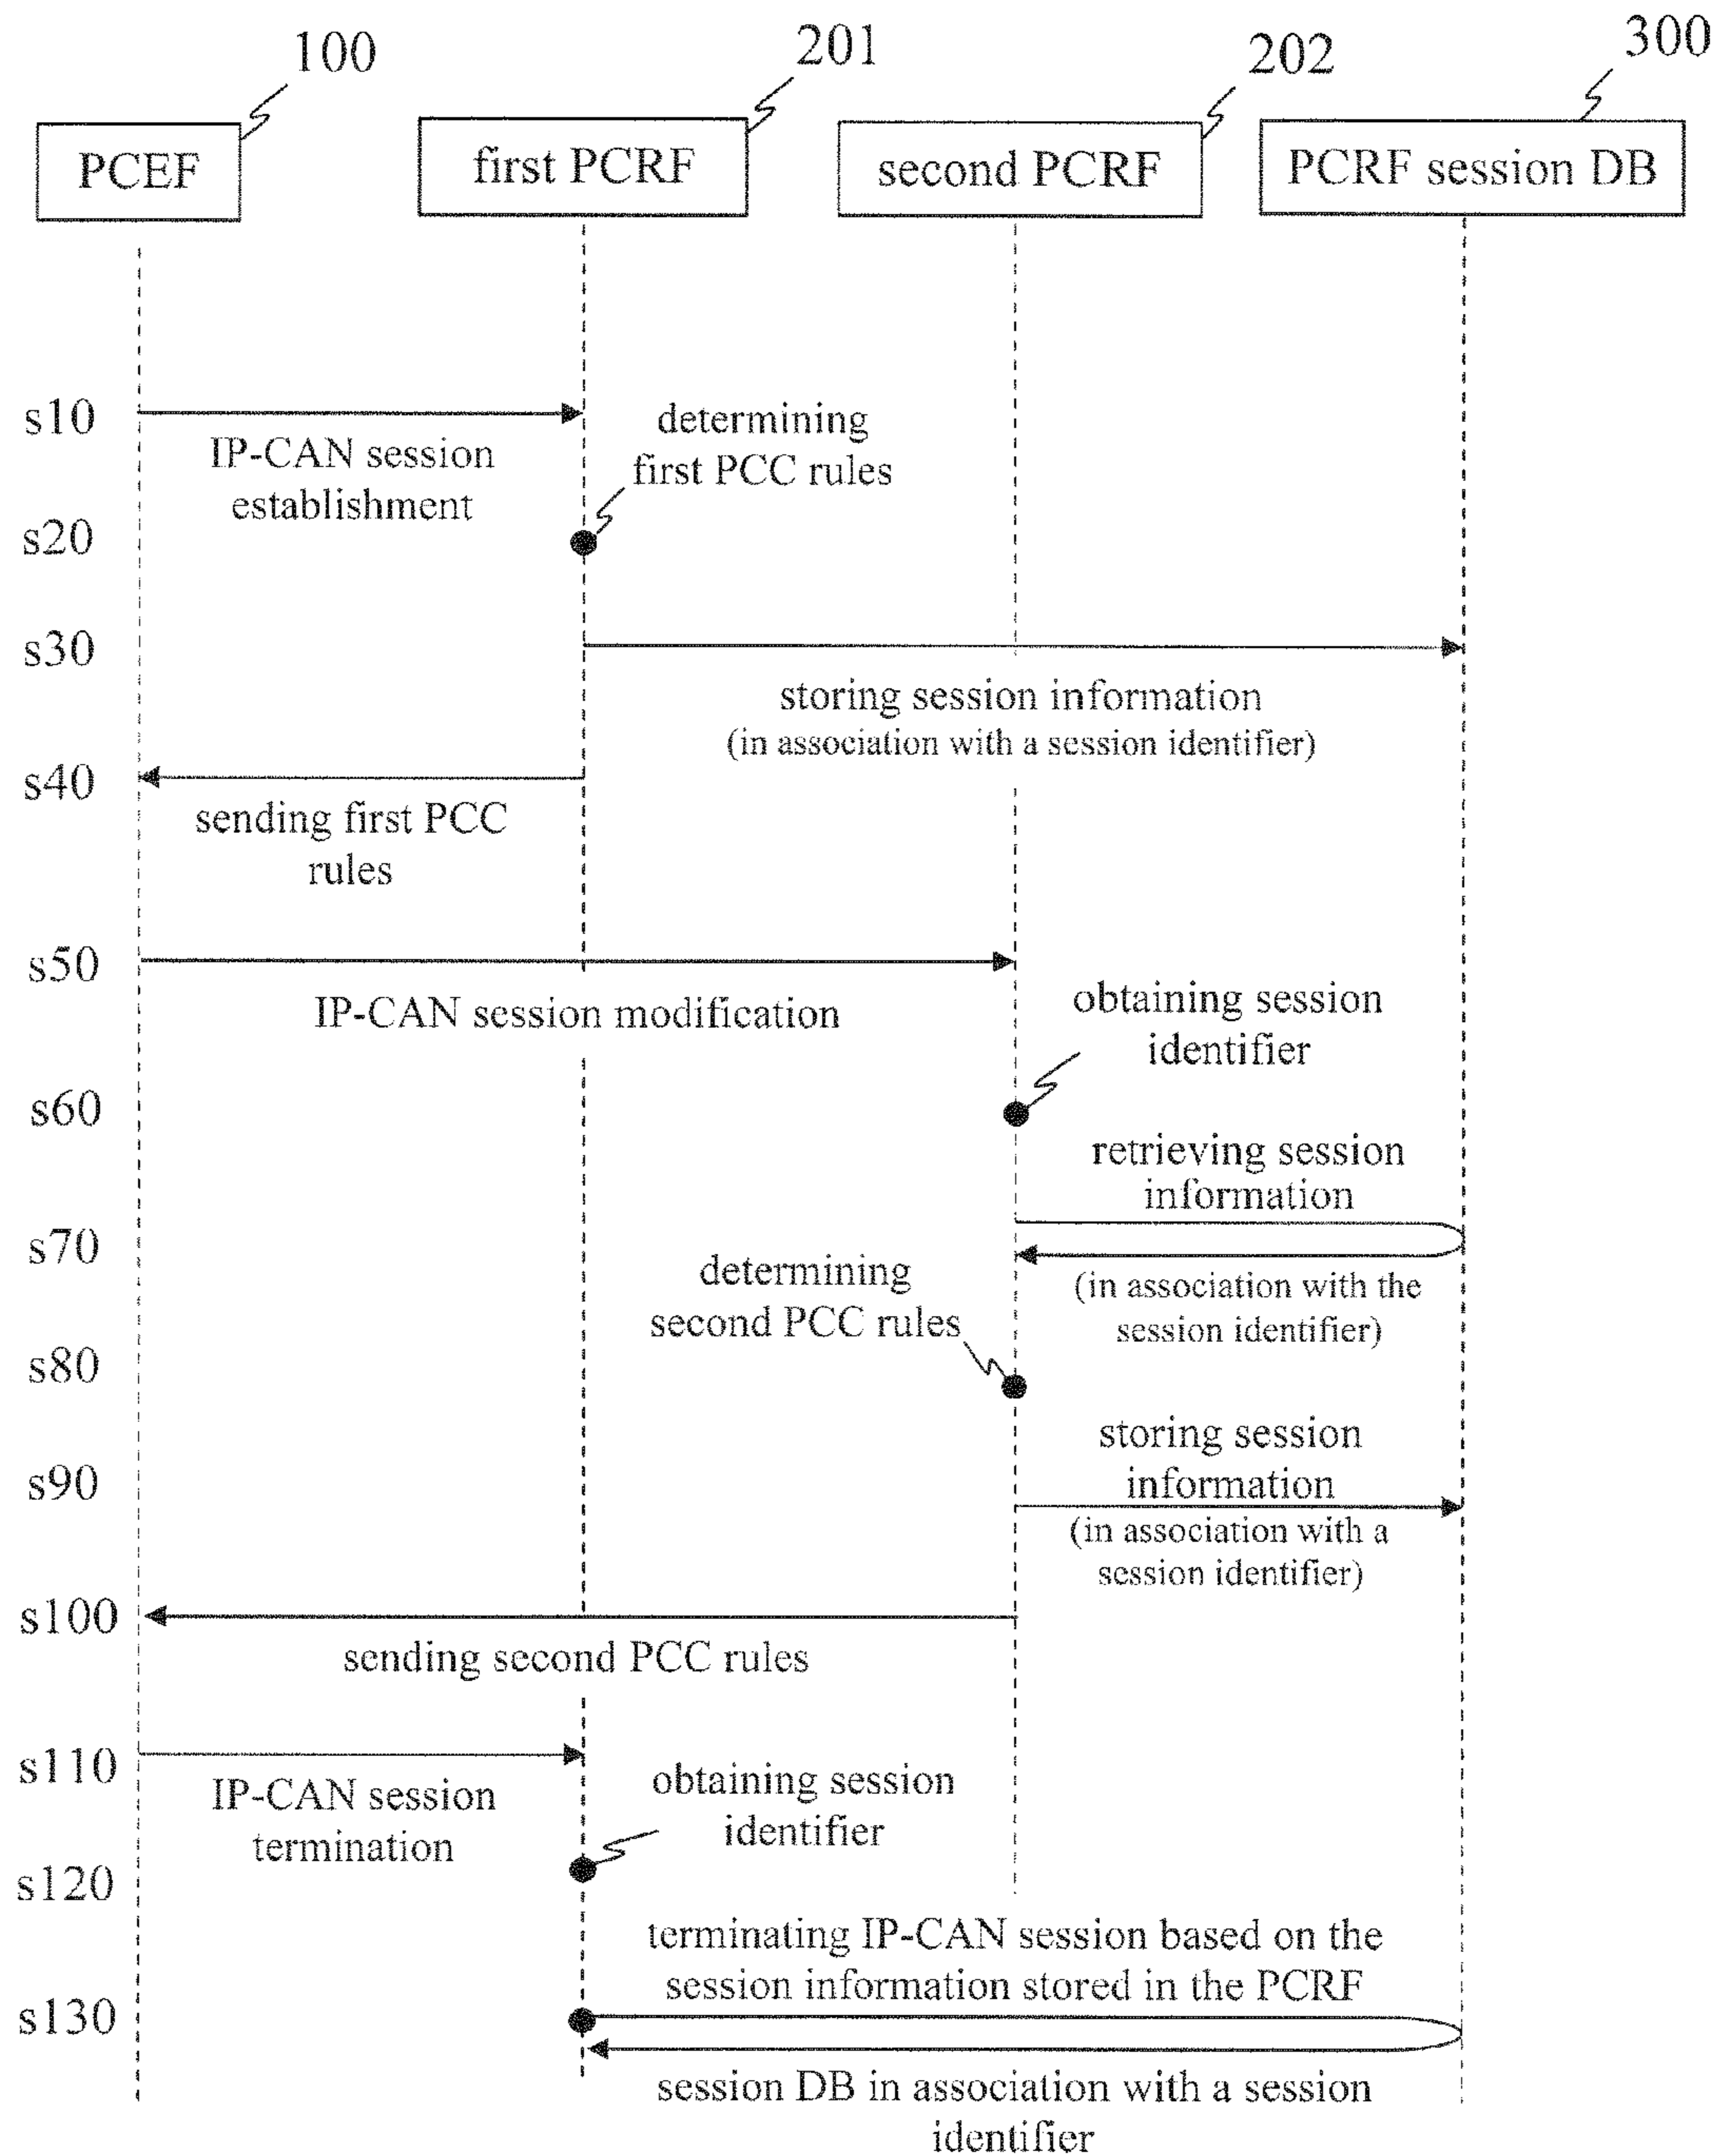 100
201
202
300
PCEF
first PCRF
second PCRF
PCRF session DB
s10
IP-CAN session
establishment
determining
first PCC rules
s20
s30
storing session information
(in association with a session identifier)
s40
sending first PCC
rules
s50
IP-CAN session modification
obtaining session
identifier
s60
retrieving session
information
s70
(in association with the
session identifier)
determining
second PCC rules
s80
storing session
information
s90
(in association with a
session identifier)
s100
sending second PCC rules
s110
IP-CAN session
termination
obtaining session
identifier
s120
terminating IP-CAN session based on the
session information stored in the PCRF
s130
session DB in association with a session
identifier